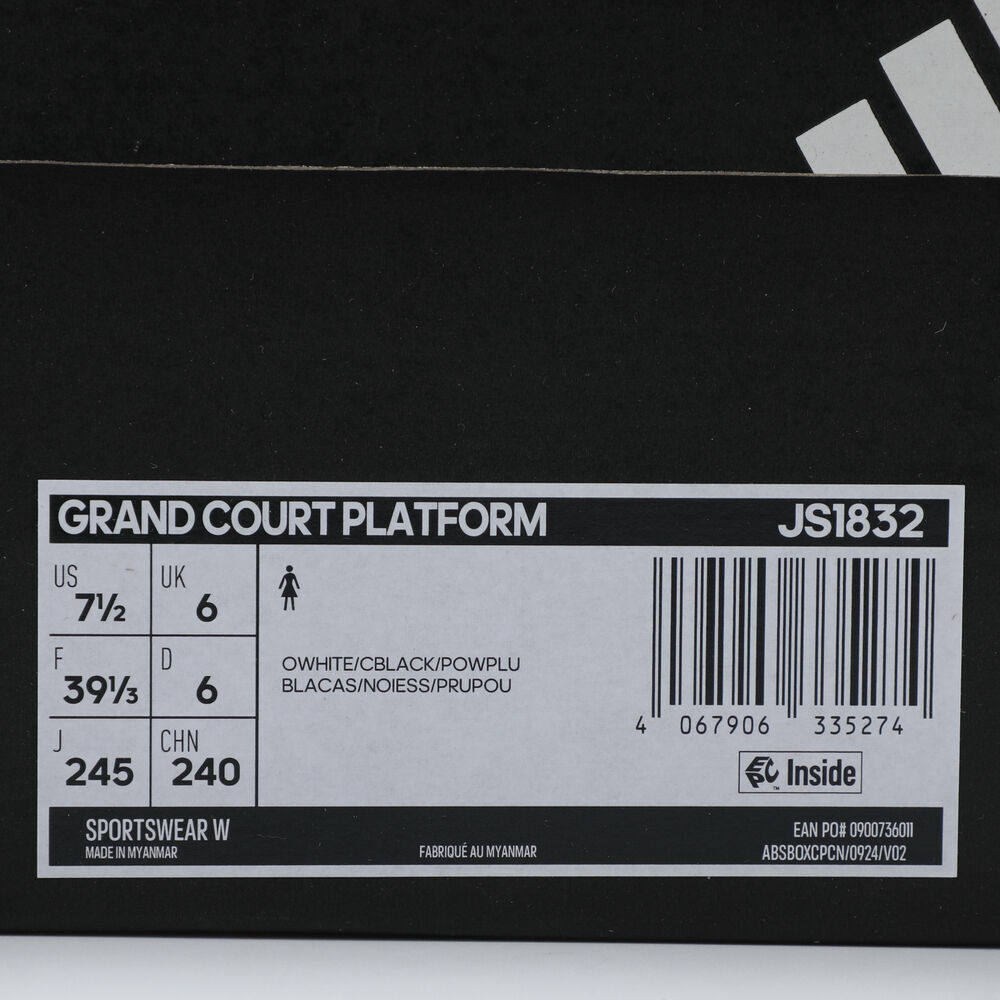 GRAND COURT PLATFORM JS1832
US 7½ UK 6
F 39⅓ D 6
J 245 CHN 240
OWHITE/CBLACK/POWPLU
BLACAS/NOIESS/PRUPOU
4 067906 335274
EPC Inside
™
SPORTSWEAR W
MADE IN MYANMAR
FABRIQUÉ AU MYANMAR
EAN PO# 0900736011
ABSBOXCPCN/0924/V02